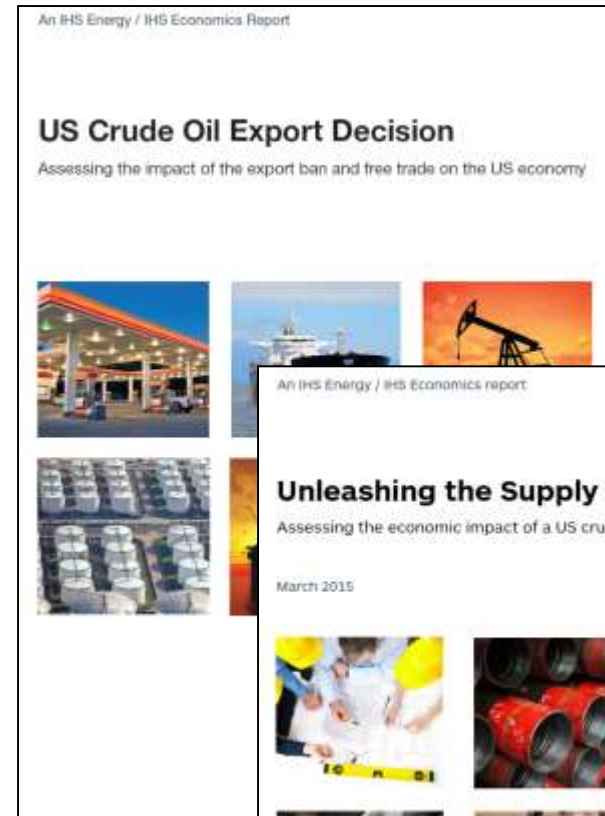 An IHS Energy / IHS Economics Report
US Crude Oil Export Decision
Assessing the impact of the export ban and free trade on the US economy
An IHS Energy / IHS Economics report
Unleashing the Supply
Assessing the economic impact of a US cru
March 2015